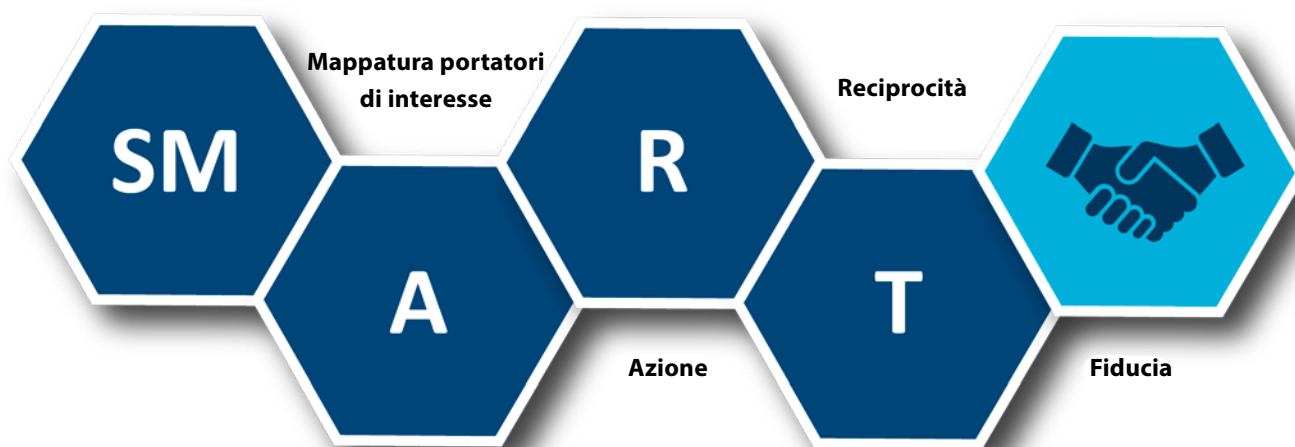 SM
Mappatura portatori
di interesse
A
R
Azione
Reciprocità
T
Fiducia